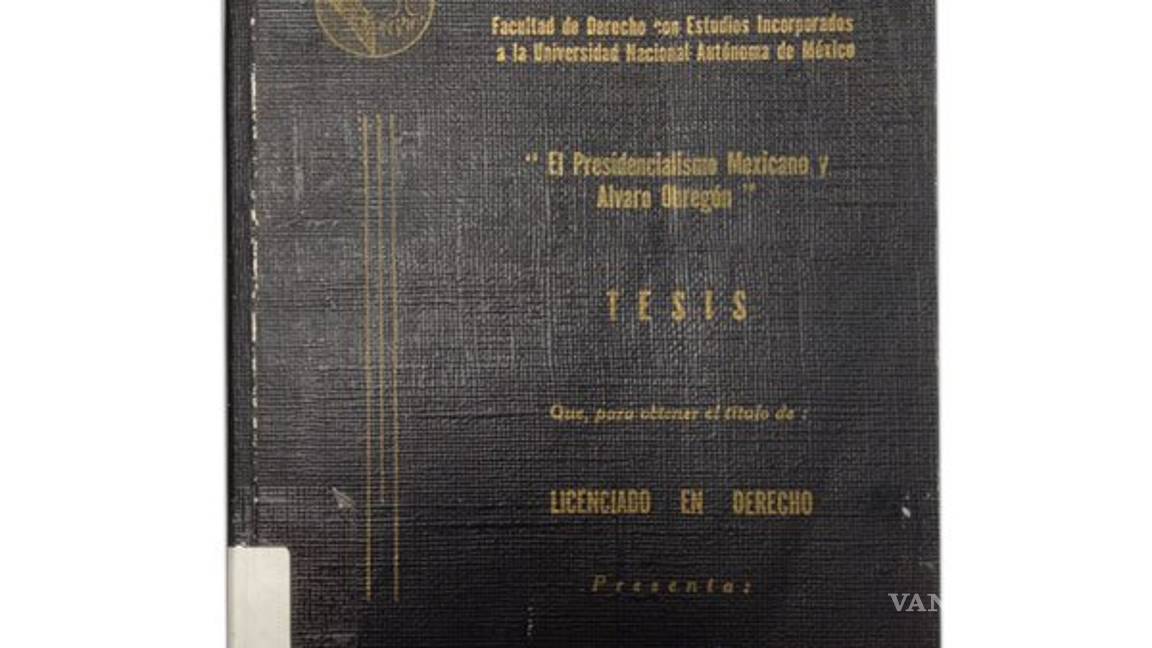 Facultad de Derecho con Estudios Incorporados
a la Universidad Nacional Autónoma de México
" El Presidencialismo Mexicano y
Alvaro Obregón "
TESIS
Que, para obtener el título de :
LICENCIADO EN DERECHO
Presenta:
VAN